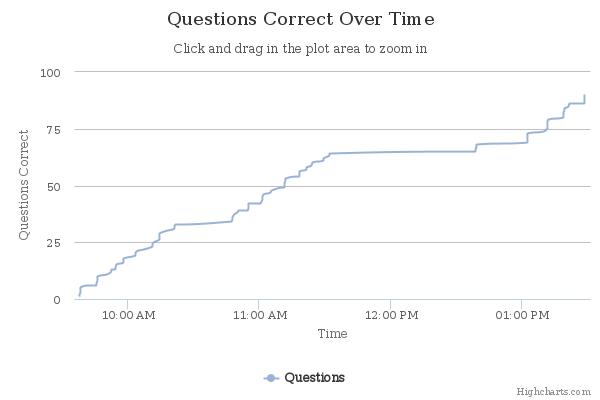 Questions Correct Over Time
Click and drag in the plot area to zoom in
Questions Correct
100
75
50
25
0
10:00 AM
11:00 AM
12:00 PM
01:00 PM
Time
Questions
Highcharts.com